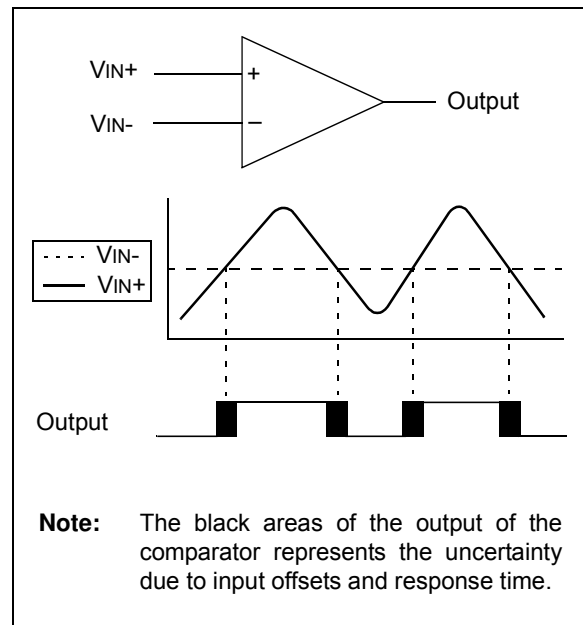 VIN+
+
Output
VIN-
−
VIN-
VIN+
Output
Note: The black areas of the output of the
comparator represents the uncertainty
due to input offsets and response time.